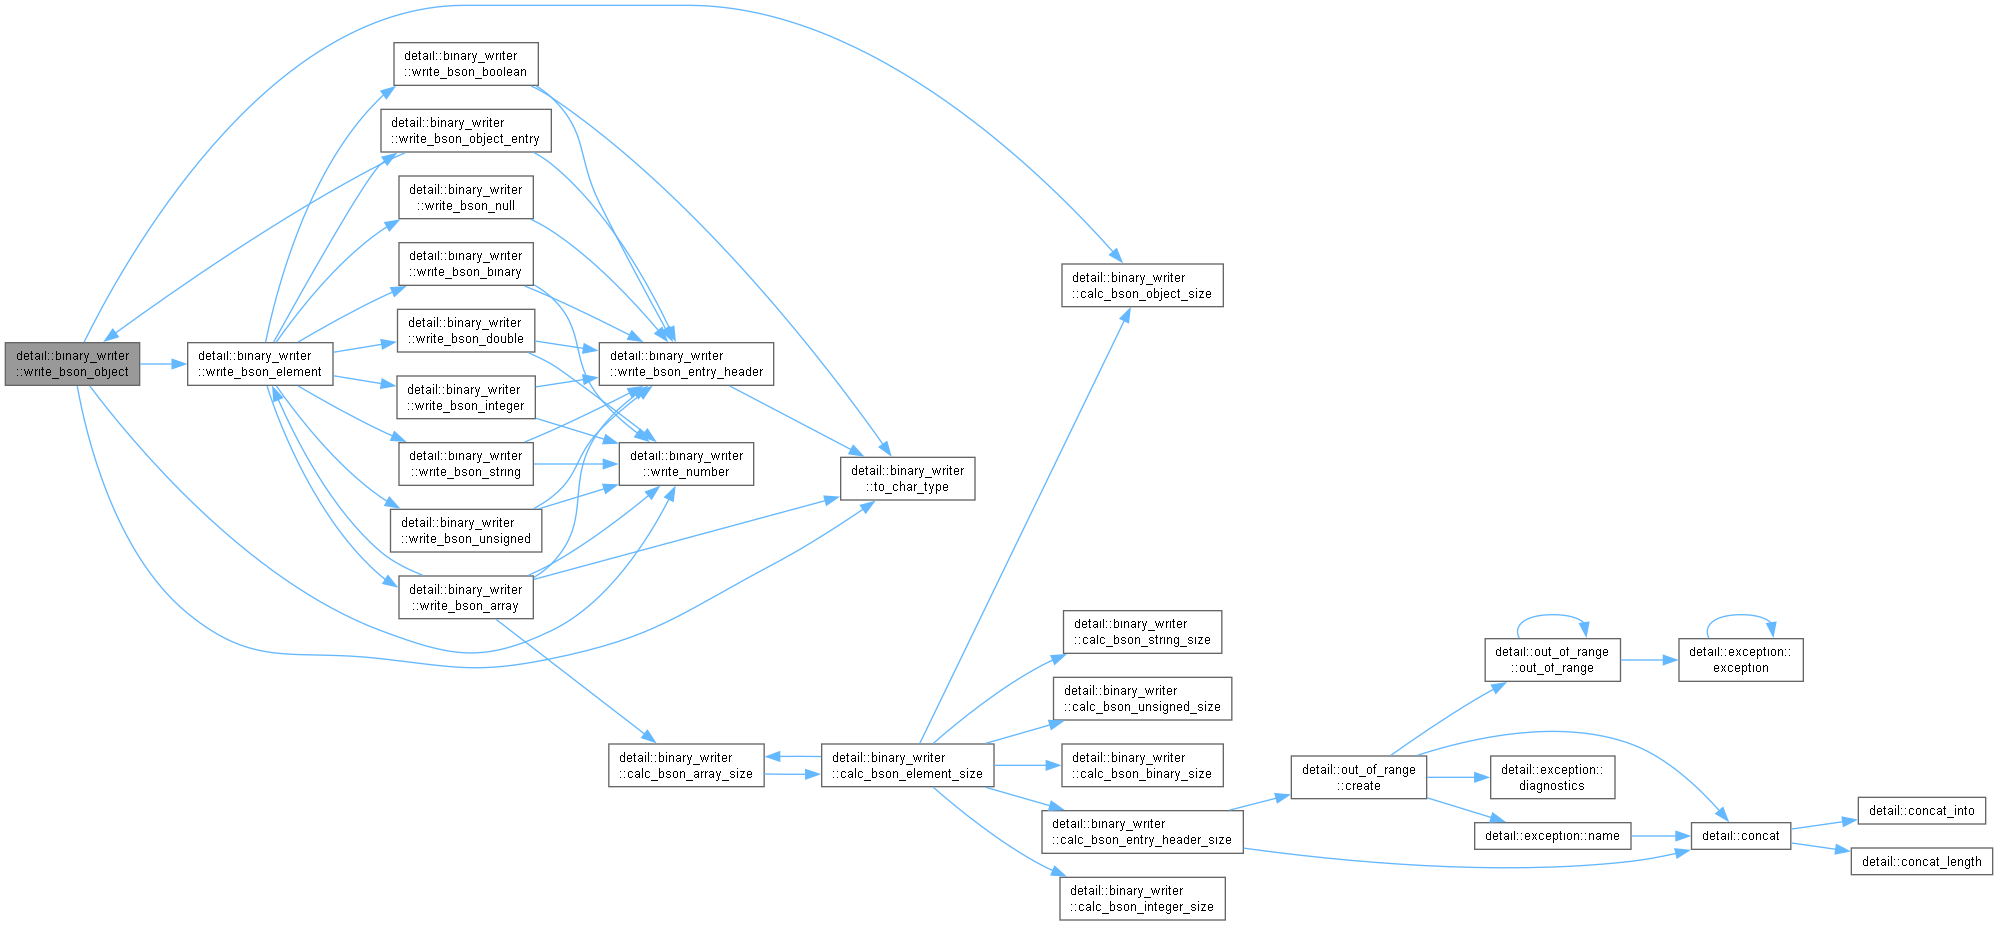 detail::binary_writer
::write_bson_object
detail::binary_writer
::write_bson_element
detail::binary_writer
::write_bson_boolean
detail::binary_writer
::write_bson_object_entry
detail::binary_writer
::write_bson_null
detail::binary_writer
::write_bson_binary
detail::binary_writer
::write_bson_double
detail::binary_writer
::write_bson_integer
detail::binary_writer
::write_bson_string
detail::binary_writer
::write_bson_unsigned
detail::binary_writer
::write_bson_array
detail::binary_writer
::write_bson_entry_header
detail::binary_writer
::write_number
detail::binary_writer
::calc_bson_array_size
detail::binary_writer
::to_char_type
detail::binary_writer
::calc_bson_element_size
detail::binary_writer
::calc_bson_object_size
detail::binary_writer
::calc_bson_string_size
detail::binary_writer
::calc_bson_unsigned_size
detail::binary_writer
::calc_bson_binary_size
detail::binary_writer
::calc_bson_entry_header_size
detail::binary_writer
::calc_bson_integer_size
detail::out_of_range
::create
detail::out_of_range
::out_of_range
detail::exception::
exception
detail::exception::
diagnostics
detail::exception::name
detail::concat
detail::concat_into
detail::concat_length